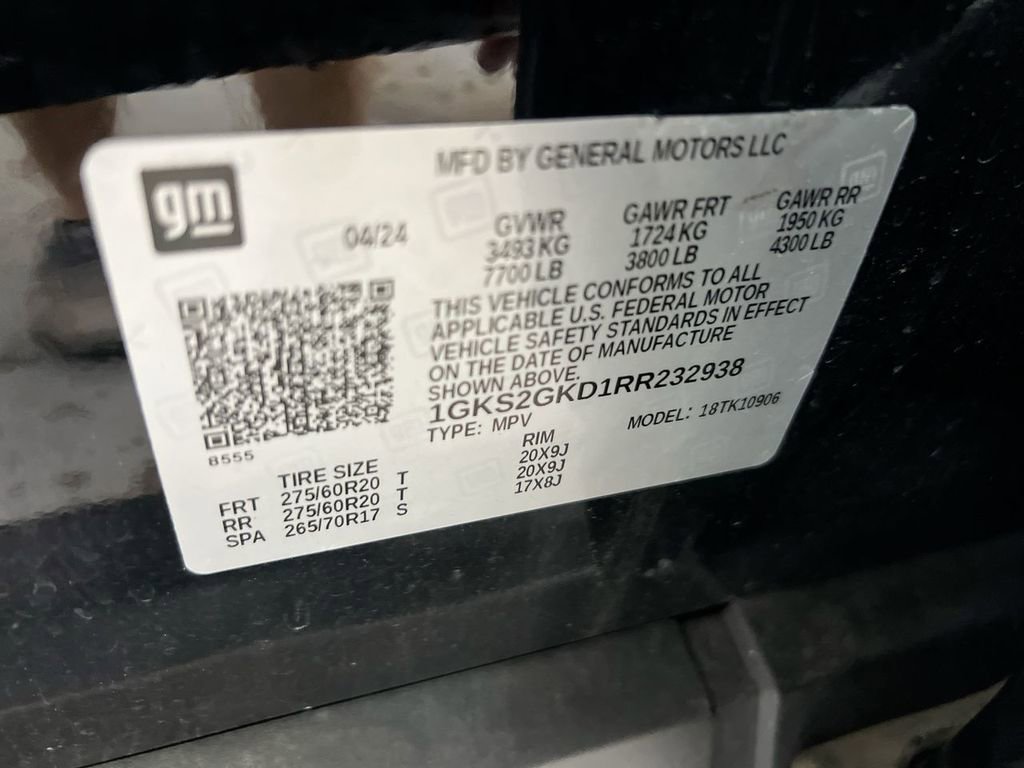 gm
MFD BY GENERAL MOTORS LLC
04/24
GVWR GAWR FRT GAWR RR
3493 KG 1724 KG 1950 KG
7700 LB 3800 LB 4300 LB
THIS VEHICLE CONFORMS TO ALL
APPLICABLE U.S. FEDERAL MOTOR
VEHICLE SAFETY STANDARDS IN EFFECT
ON THE DATE OF MANUFACTURE
SHOWN ABOVE.
1GKS2GKD1RR232938
TYPE: MPV MODEL: 18TK10906
8555
TIRE SIZE RIM
FRT 275/60R20 T 20X9J
RR 275/60R20 T 20X9J
SPA 265/70R17 S 17X8J